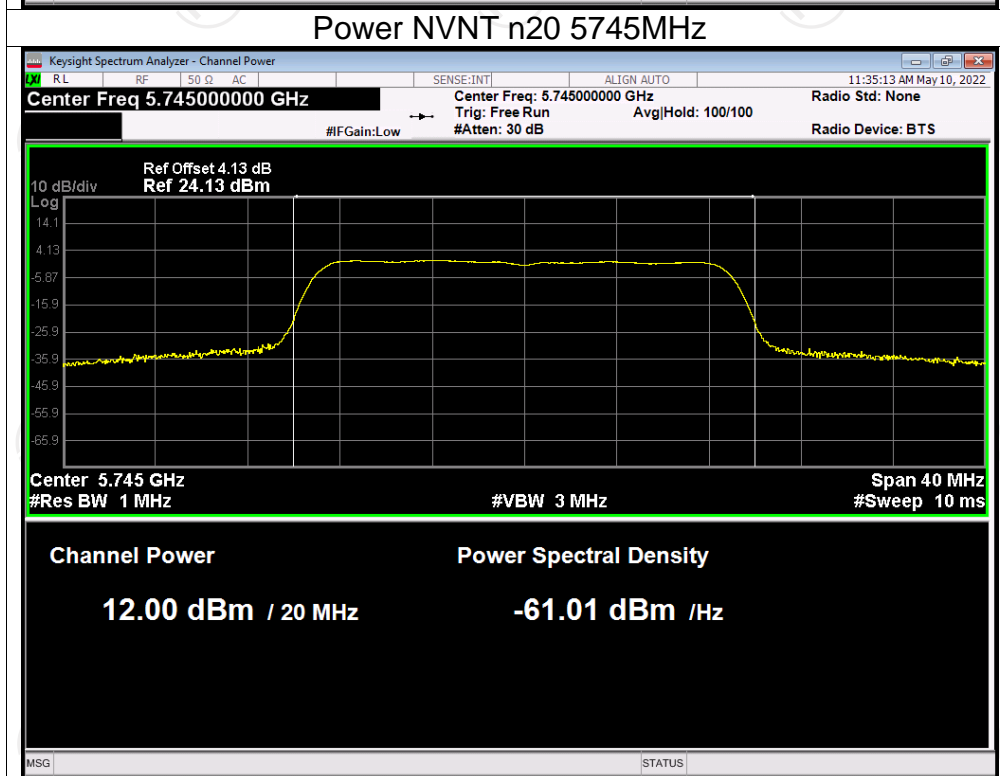 Power NVNT n20 5745MHz
Keysight Spectrum Analyzer - Channel Power
LXI RL RF 50 Ω AC SENSE:INT ALIGN AUTO 11:35:13 AM May 10, 2022
Center Freq 5.745000000 GHz Center Freq: 5.745000000 GHz Radio Std: None
Trig: Free Run Avg|Hold: 100/100
#IFGain:Low #Atten: 30 dB Radio Device: BTS
Ref Offset 4.13 dB
10 dB/div Ref 24.13 dBm
Log
14.1
4.13
-5.87
-15.9
-25.9
-35.9
-45.9
-55.9
-65.9
Center 5.745 GHz Span 40 MHz
#Res BW 1 MHz #VBW 3 MHz #Sweep 10 ms
Channel Power Power Spectral Density
12.00 dBm / 20 MHz -61.01 dBm /Hz
MSG STATUS